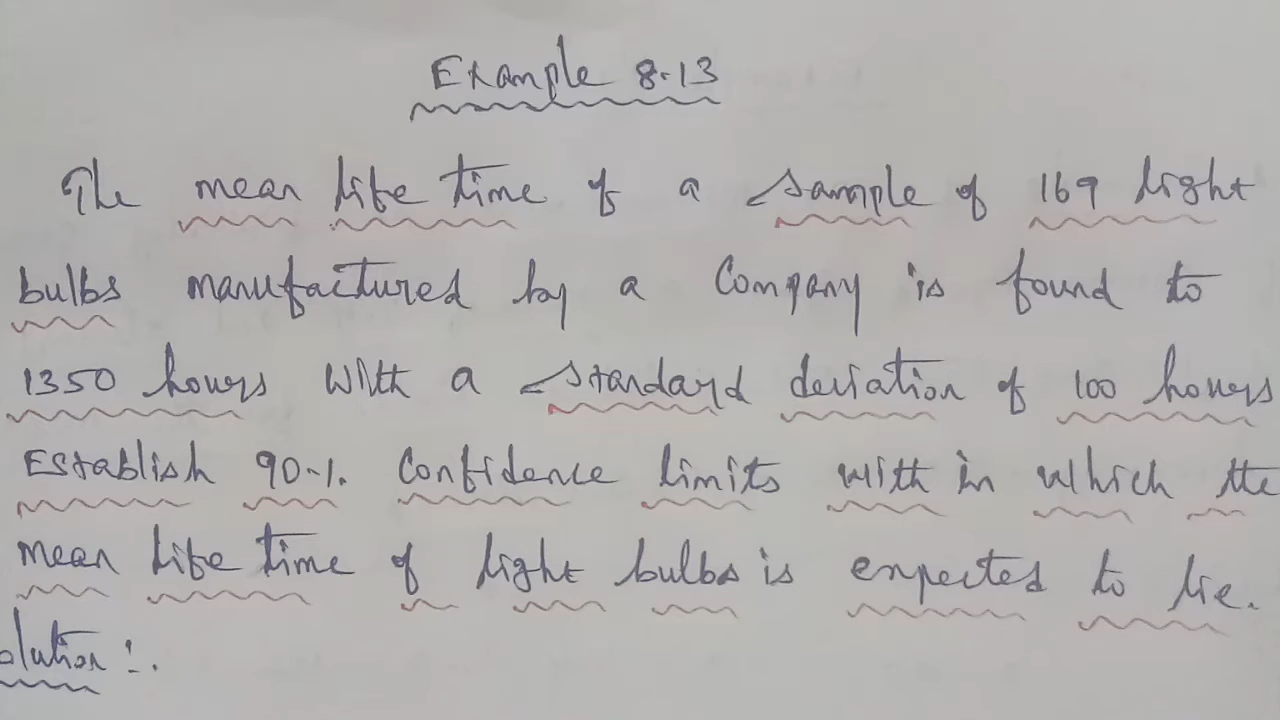 Example 8.13
The mean life time of a sample of 169 light
bulbs manufactured by a Company is found to
1350 hours with a standard deviation of 100 hours
Establish 90-1. Confidence limits with in which the
mean life time of light bulbs is expected to lie.
olution :.